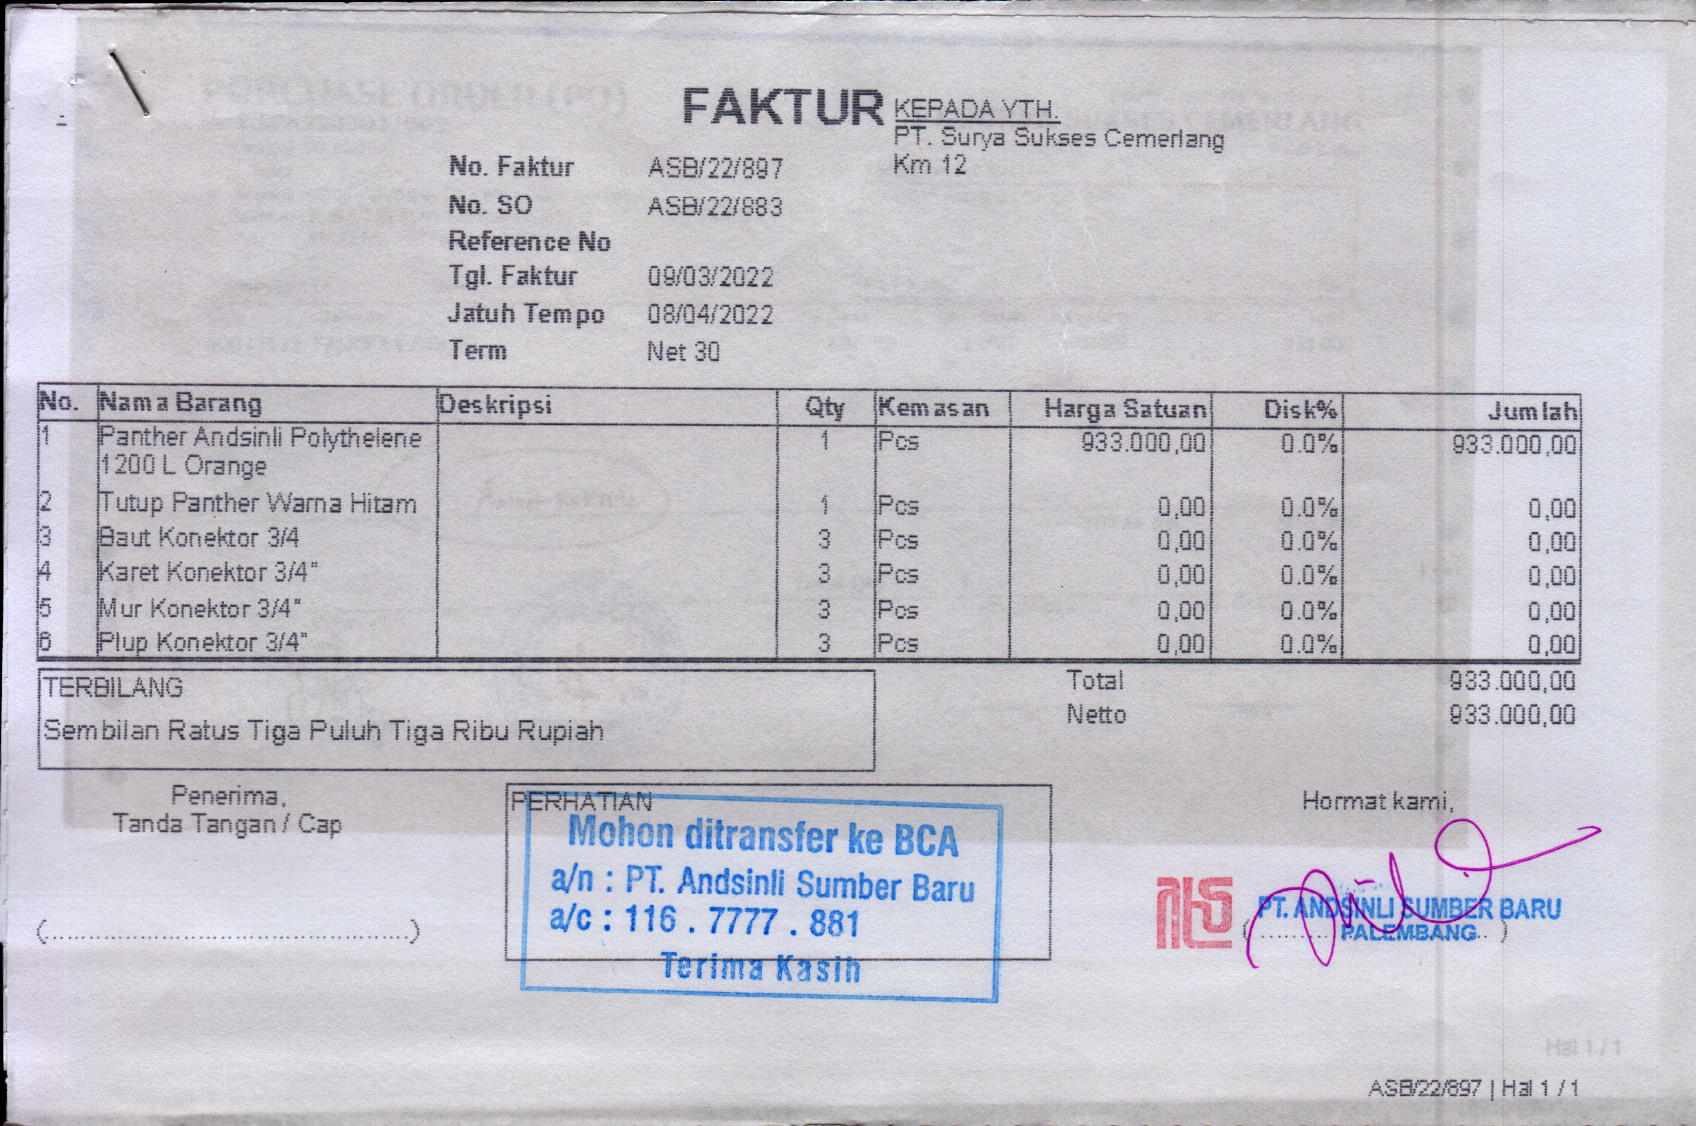 FAKTUR
KEPADA YTH.
PT. Surya Sukses Cemerlang
Km 12
No. Faktur ASB/22/897
No. SO ASB/22/883
Reference No
Tgl. Faktur 09/03/2022
Jatuh Tempo 08/04/2022
Term Net 30
No. Nama Barang Deskripsi Qty Kemasan Harga Satuan Disk% Jumlah
1 Panther Andsinli Polythelene 1 Pcs 933.000,00 0.0% 933.000,00
1200 L Orange
2 Tutup Panther Warna Hitam 1 Pcs 0,00 0.0% 0,00
3 Baut Konektor 3/4 3 Pcs 0,00 0.0% 0,00
4 Karet Konektor 3/4" 3 Pcs 0,00 0.0% 0,00
5 Mur Konektor 3/4" 3 Pcs 0,00 0.0% 0,00
6 Plup Konektor 3/4" 3 Pcs 0,00 0.0% 0,00
TERBILANG
Sembilan Ratus Tiga Puluh Tiga Ribu Rupiah
Total 933.000,00
Netto 933.000,00
Penerima,
Tanda Tangan / Cap
(................................................)
PERHATIAN
Mohon ditransfer ke BCA
a/n : PT. Andsinli Sumber Baru
a/c : 116 . 7777 . 881
Terima Kasih
Hormat kami,
PT. ANDSINLI SUMBER BARU
PALEMBANG
Hal 1 / 1
ASB/22/897 | Hal 1 / 1